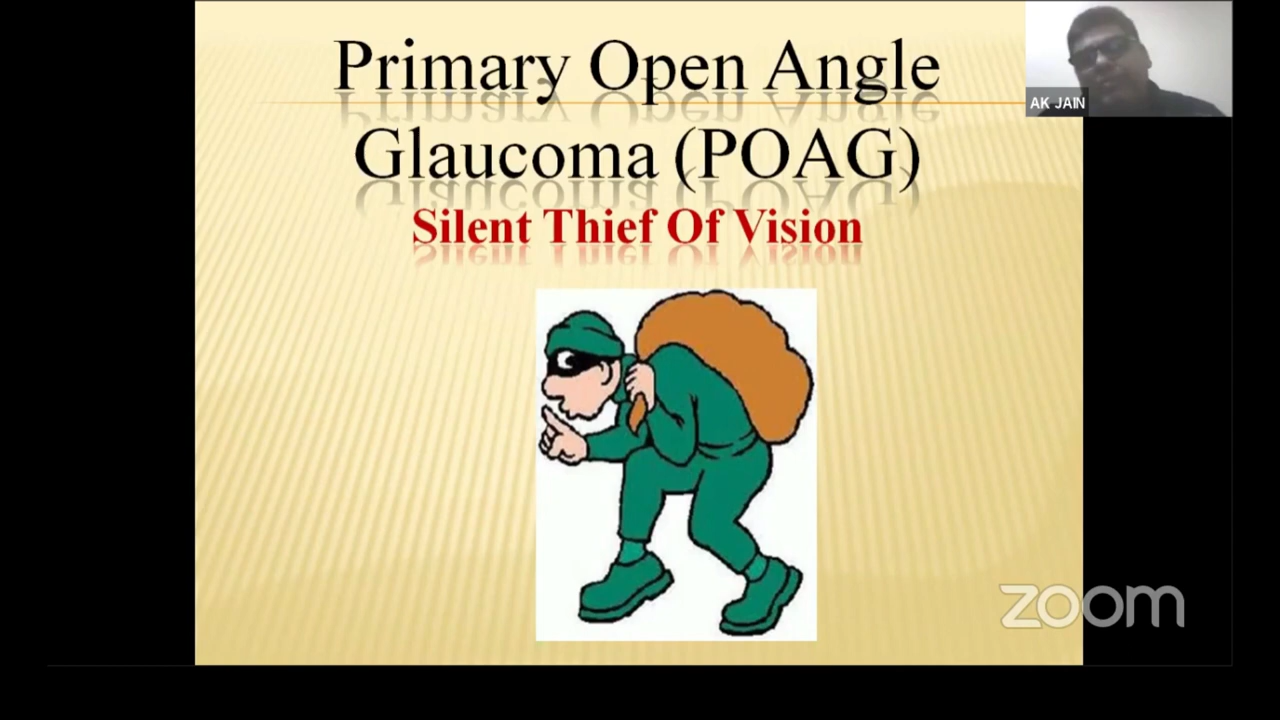 Primary Open Angle
Glaucoma (POAG)
Silent Thief Of Vision
AK JAIN
zoom